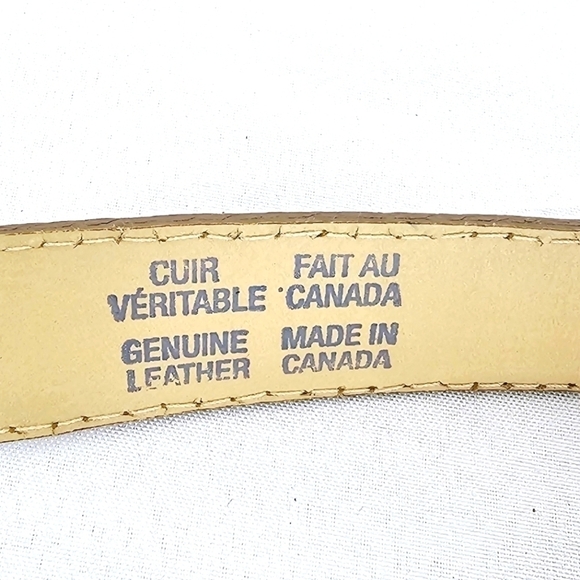 CUIR
VÉRITABLE
FAIT AU
CANADA
GENUINE
LEATHER
MADE IN
CANADA